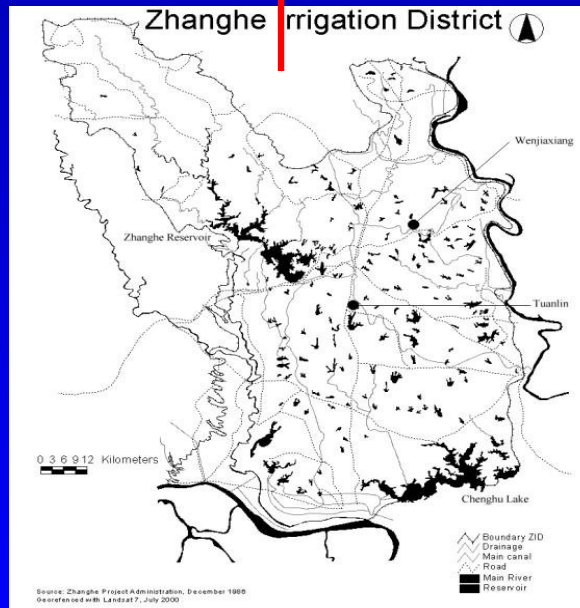 Zhanghe Irrigation District
Wenjiaxiang
Zhanghe Reservoir
Tuanlin
0 3 6 9 12 Kilometers
Chenghu Lake
Boundary ZID
Drainage
Main canal
Road
Main River
Reservoir
Source: Zhanghe Project Administration, December 1986
Georefenced with Landsat 7, July 2000